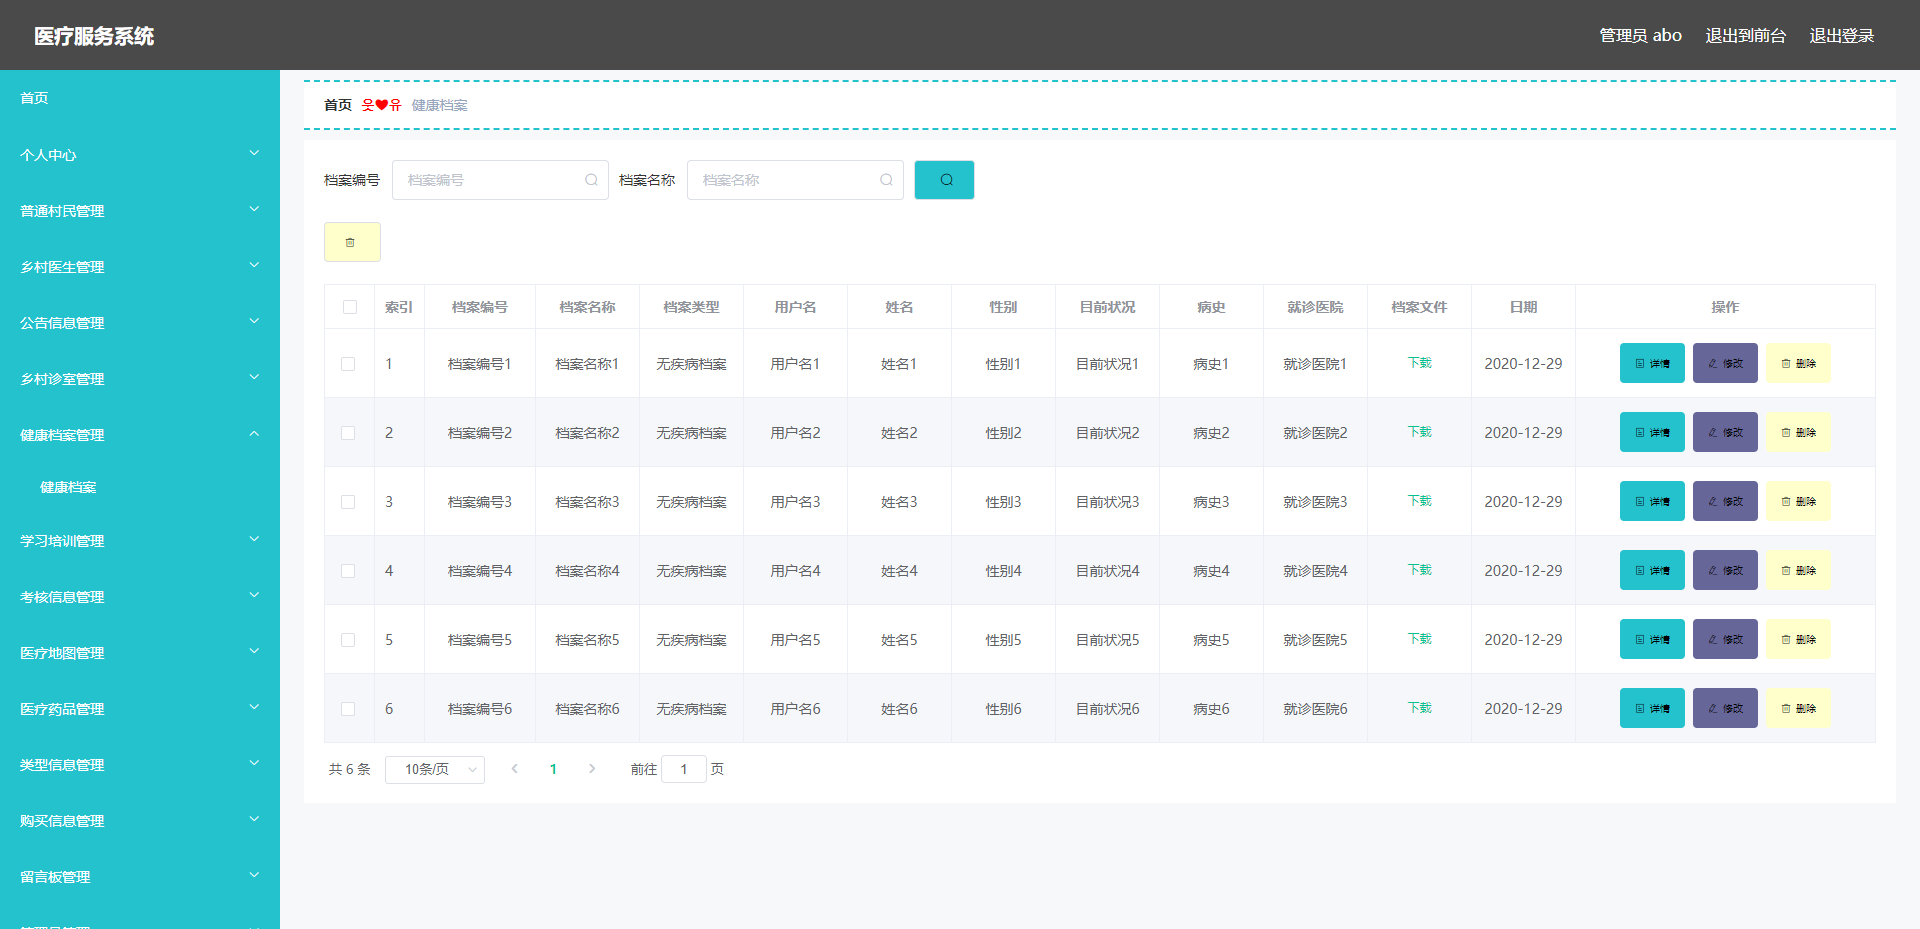 医疗服务系统
管理员 abo 退出到前台 退出登录
首页
个人中心
普通村民管理
乡村医生管理
公告信息管理
乡村诊室管理
健康档案管理
健康档案
学习培训管理
考核信息管理
医疗地图管理
医疗药品管理
类型信息管理
购买信息管理
留言板管理
首页 웃❤유 健康档案
档案编号 档案编号 档案名称 档案名称
索引 档案编号 档案名称 档案类型 用户名 姓名 性别 目前状况 病史 就诊医院 档案文件 日期 操作
1 档案编号1 档案名称1 无疾病档案 用户名1 姓名1 性别1 目前状况1 病史1 就诊医院1 下载 2020-12-29 详情 修改 删除
2 档案编号2 档案名称2 无疾病档案 用户名2 姓名2 性别2 目前状况2 病史2 就诊医院2 下载 2020-12-29 详情 修改 删除
3 档案编号3 档案名称3 无疾病档案 用户名3 姓名3 性别3 目前状况3 病史3 就诊医院3 下载 2020-12-29 详情 修改 删除
4 档案编号4 档案名称4 无疾病档案 用户名4 姓名4 性别4 目前状况4 病史4 就诊医院4 下载 2020-12-29 详情 修改 删除
5 档案编号5 档案名称5 无疾病档案 用户名5 姓名5 性别5 目前状况5 病史5 就诊医院5 下载 2020-12-29 详情 修改 删除
6 档案编号6 档案名称6 无疾病档案 用户名6 姓名6 性别6 目前状况6 病史6 就诊医院6 下载 2020-12-29 详情 修改 删除
共 6 条 10条/页 1 前往 1 页